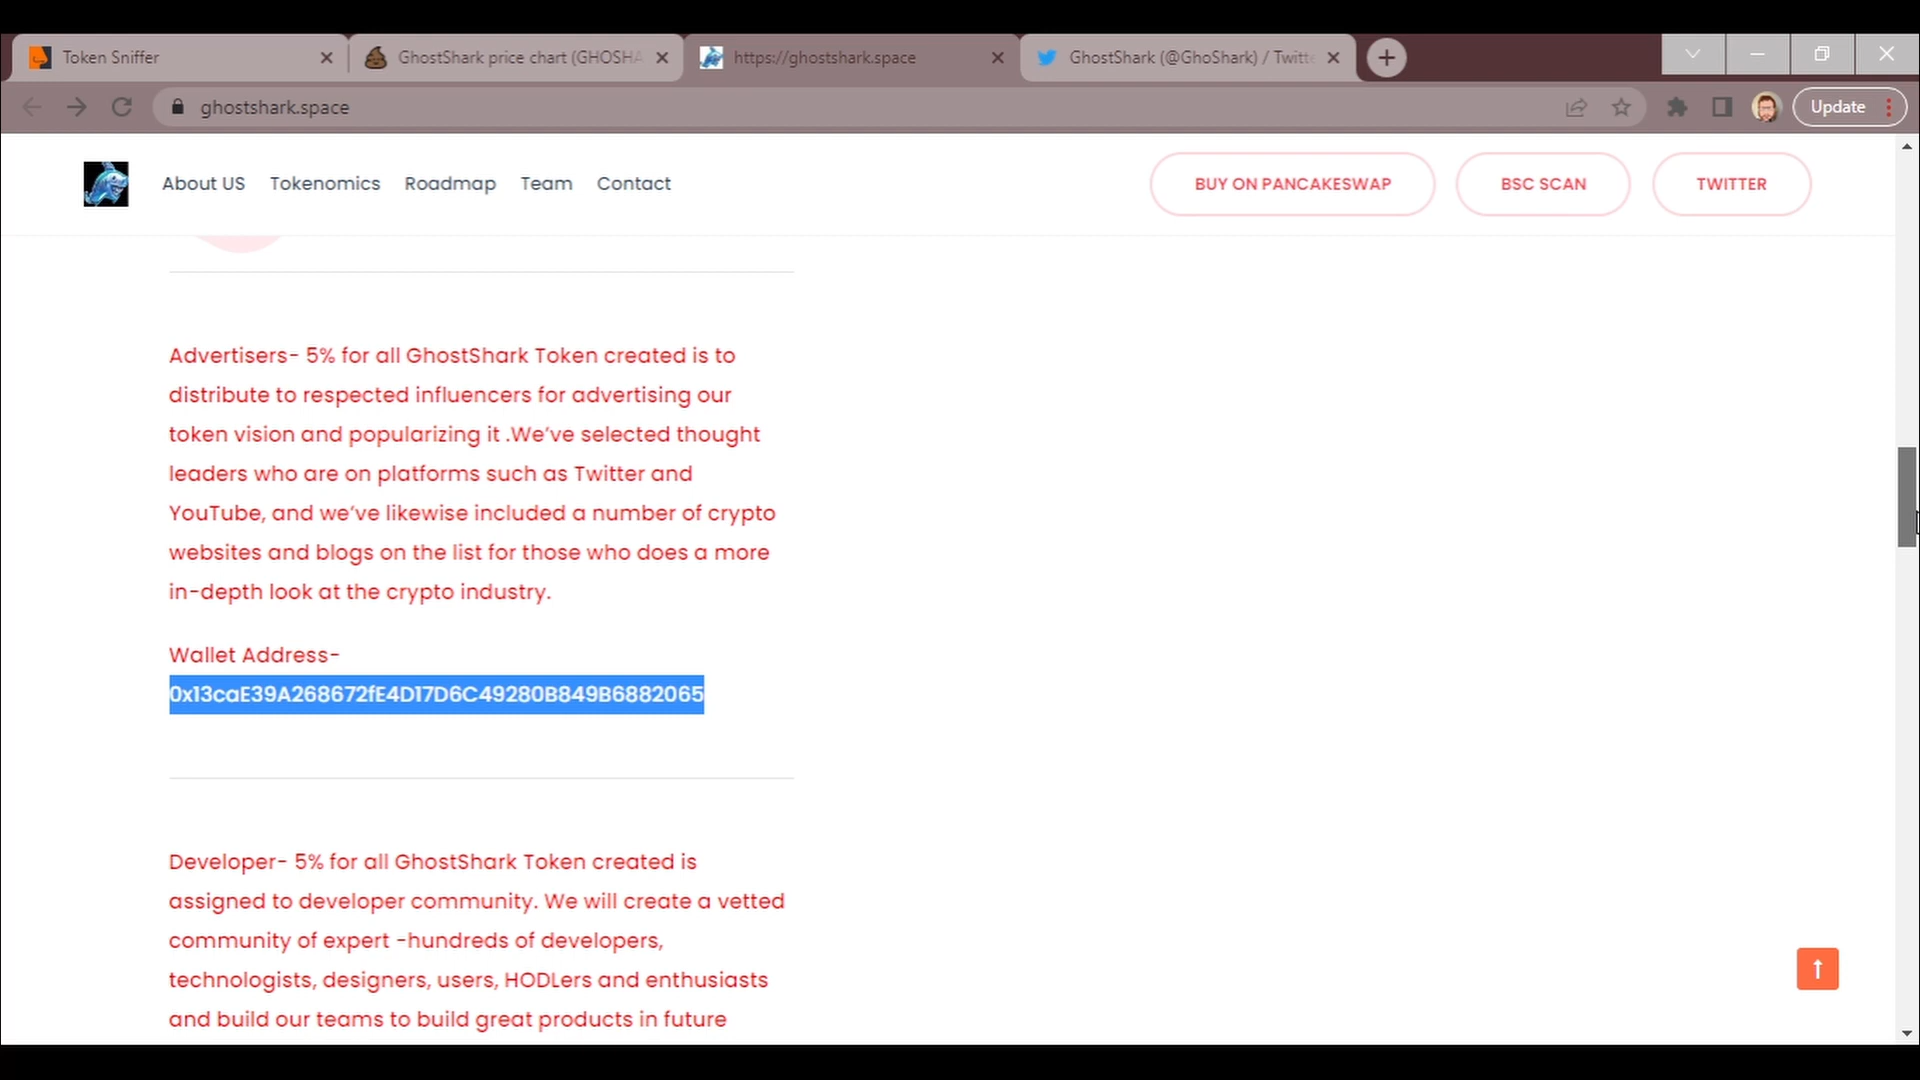 Token Sniffer
GhostShark price chart (GHOSHA
https://ghostshark.space
GhostShark (@GhoShark) / Twitte
ghostshark.space
Update
About US
Tokenomics
Roadmap
Team
Contact
BUY ON PANCAKESWAP
BSC SCAN
TWITTER
Advertisers- 5% for all GhostShark Token created is to
distribute to respected influencers for advertising our
token vision and popularizing it .We've selected thought
leaders who are on platforms such as Twitter and
YouTube, and we've likewise included a number of crypto
websites and blogs on the list for those who does a more
in-depth look at the crypto industry.
Wallet Address-
0x13caE39A268672fE4D17D6C49280B849B6882065
Developer- 5% for all GhostShark Token created is
assigned to developer community. We will create a vetted
community of expert -hundreds of developers,
technologists, designers, users, HODLers and enthusiasts
and build our teams to build great products in future